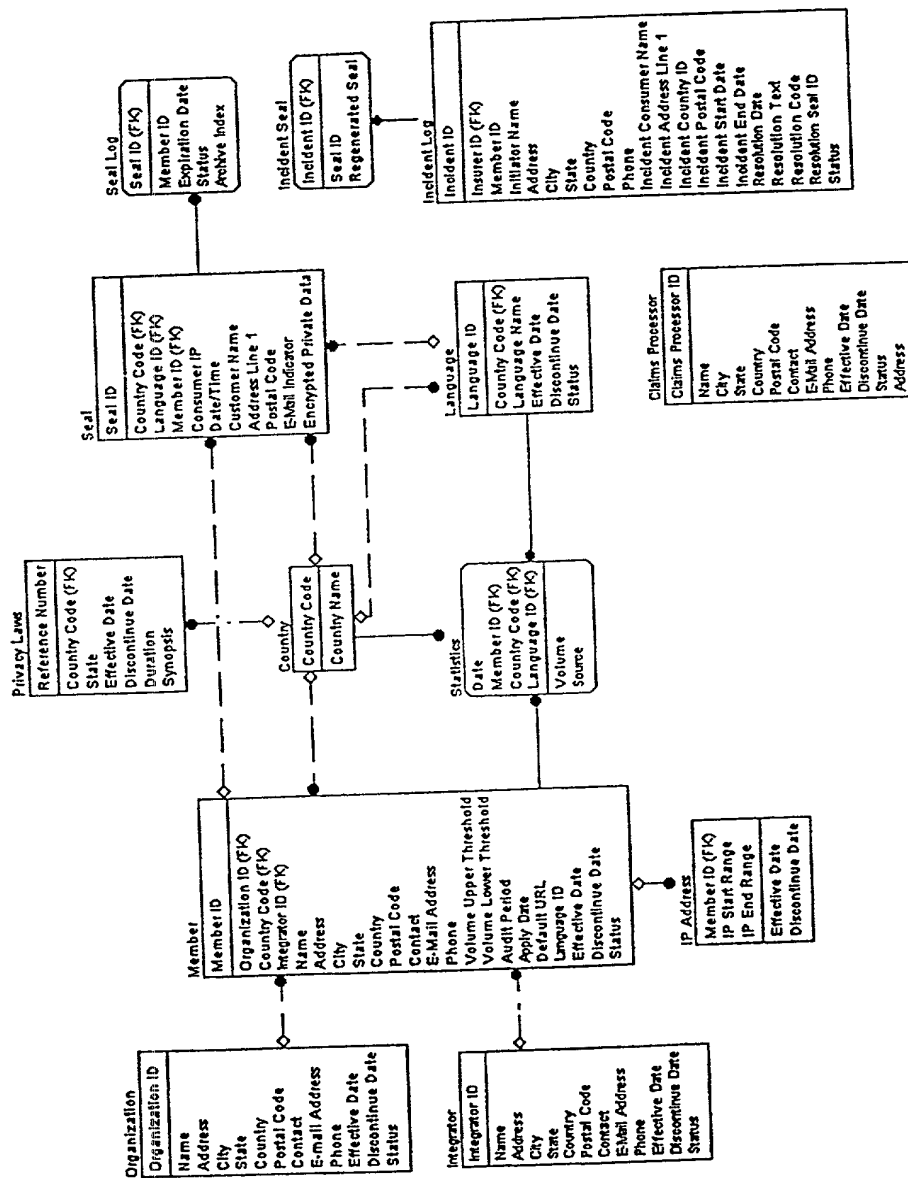 Organization
Organization ID
Name
Address
City
State
Country
Postal Code
Contact
E-mail Address
Phone
Effective Date
Discontinue Date
Status
Integrator
Integrator ID
Name
Address
City
State
Country
Postal Code
Contact
E-Mail Address
Phone
Effective Date
Discontinue Date
Status
Member
Member ID
Organization ID (FK)
Country Code (FK)
Integrator ID (FK)
Name
Address
City
State
Country
Postal Code
Contact
E-Mail Address
Phone
Volume Upper Threshold
Volume Lower Threshold
Audit Period
Apply Date
Default URL
Language ID
Effective Date
Discontinue Date
Status
IP Address
Member ID (FK)
IP Start Range
IP End Range
Effective Date
Discontinue Date
Privacy Laws
Reference Number
Country Code (FK)
State
Effective Date
Discontinue Date
Duration
Synopsis
Country
Country Code
Country Name
Statistics
Date
Member ID (FK)
Country Code (FK)
Language ID (FK)
Volume
Source
Seal
Seal ID
Country Code (FK)
Language ID (FK)
Member ID (FK)
Consumer IP
Date/Time
Customer Name
Address Line 1
Postal Code
E-Mail Indicator
Encrypted Private Data
Language
Language ID
Country Code (FK)
Language Name
Effective Date
Discontinue Date
Status
Claims Processor
Claims Processor ID
Name
City
State
Country
Postal Code
Contact
E-Mail Address
Phone
Effective Date
Discontinue Date
Status
Address
Seal Log
Seal ID (FK)
Member ID
Expiration Date
Status
Archive Index
Incident Seal
Incident ID (FK)
Seal ID
Regenerated Seal
Incident Log
Incident ID
Insurer ID (FK)
Member ID
Initiator Name
Address
City
State
Country
Postal Code
Phone
Incident Consumer Name
Incident Address Line 1
Incident Country ID
Incident Postal Code
Incident Start Date
Incident End Date
Resolution Date
Resolution Text
Resolution Code
Resolution Seal ID
Status